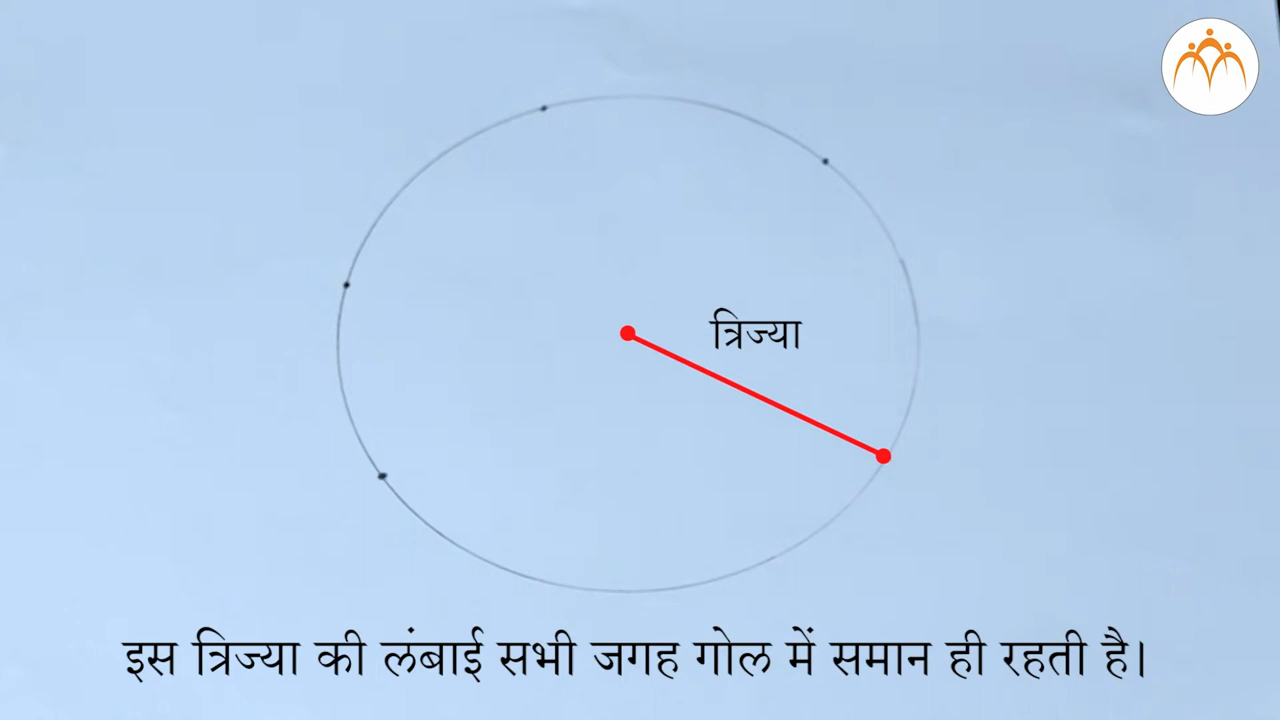 त्रिज्या
इस त्रिज्या की लंबाई सभी जगह गोल में समान ही रहती है।